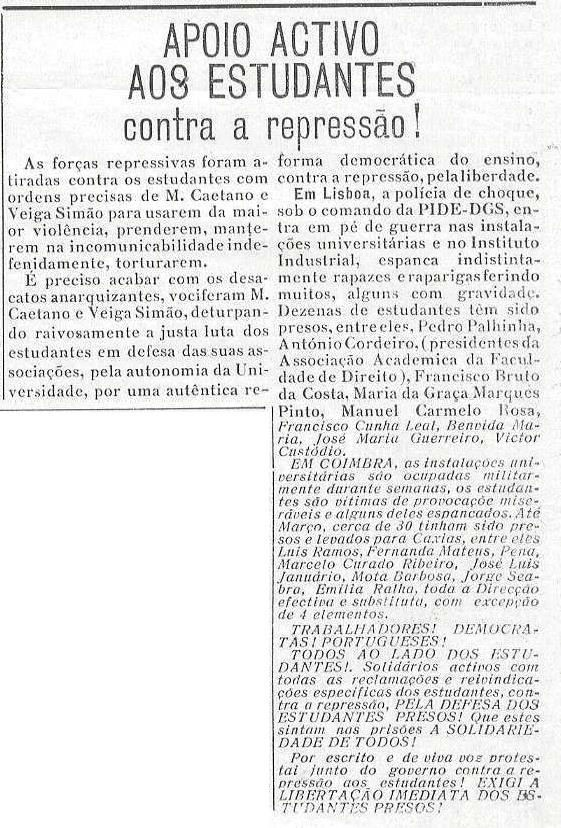 APOIO ACTIVO
AOS ESTUDANTES
contra a repressão!
As forças repressivas foram a-
tiradas contra os estudantes com
ordens precisas de M. Caetano e
Veiga Simão para usarem da mai-
or violência, prenderem, mante-
rem na incomunicabilidade inde-
fenidamente, torturarem.
É preciso acabar com os desa-
catos anarquizantes, vociferam M.
Caetano e Veiga Simão, deturpan-
do raivosamente a justa luta dos
estudantes em defesa das suas as-
sociações, pela autonomia da Uni-
versidade, por uma autêntica re-
forma democrática do ensino,
contra a repressão, pela liberdade.
Em Lisboa, a polícia de choque,
sob o comando da PIDE-DGS, en-
tra em pé de guerra nas instala-
ções universitárias e no Instituto
Industrial, espanca indistinta-
mente rapazes e raparigas ferindo
muitos, alguns com gravidade.
Dezenas de estudantes têm sido
presos, entre eles, Pedro Palhinha,
António Cordeiro, (presidentes da
Associação Academica da Facul-
dade de Direito), Francisco Bruto
da Costa, Maria da Graça Marques
Pinto, Manuel Carmelo Rosa,
Francisco Cunha Leal, Benvida Ma-
ria, José Maria Guerreiro, Victor
Custódio.
EM COIMBRA, as instalações uni-
versitárias são ocupadas militar-
mente durante semanas, os estudan-
tes são vítimas de provocaçõe mise-
ráveis e alguns deles espancados. Até
Março, cerca de 30 tinham sido pre-
sos e levados para Caxias, entre eles
Luis Ramos, Fernanda Mateus, Pena,
Marcelo Curado Ribeiro, José Luis
Januário, Mota Barbosa, Jorge Sea-
bra, Emília Ralha, toda a Direcção
efectiva e substituta, com excepção
de 4 elementos.
TRABALHADORES! DEMOCRA-
TAS! PORTUGUESES!
TODOS AO LADO DOS ESTU-
DANTES!. Solidários activos com
todas as reclamações e reivindica-
ções específicas dos estudantes, con-
tra a repressão, PELA DEFESA DOS
ESTUDANTES PRESOS! Que estes
sintam nas prisões A SOLIDARIE-
DADE DE TODOS!
Por escrito e de viva voz protes-
tai junto do governo contra a re-
pressão aos estudantes! EXIGI A
LIBERTAÇÃO IMEDIATA DOS ES-
TUDANTES PRESOS!